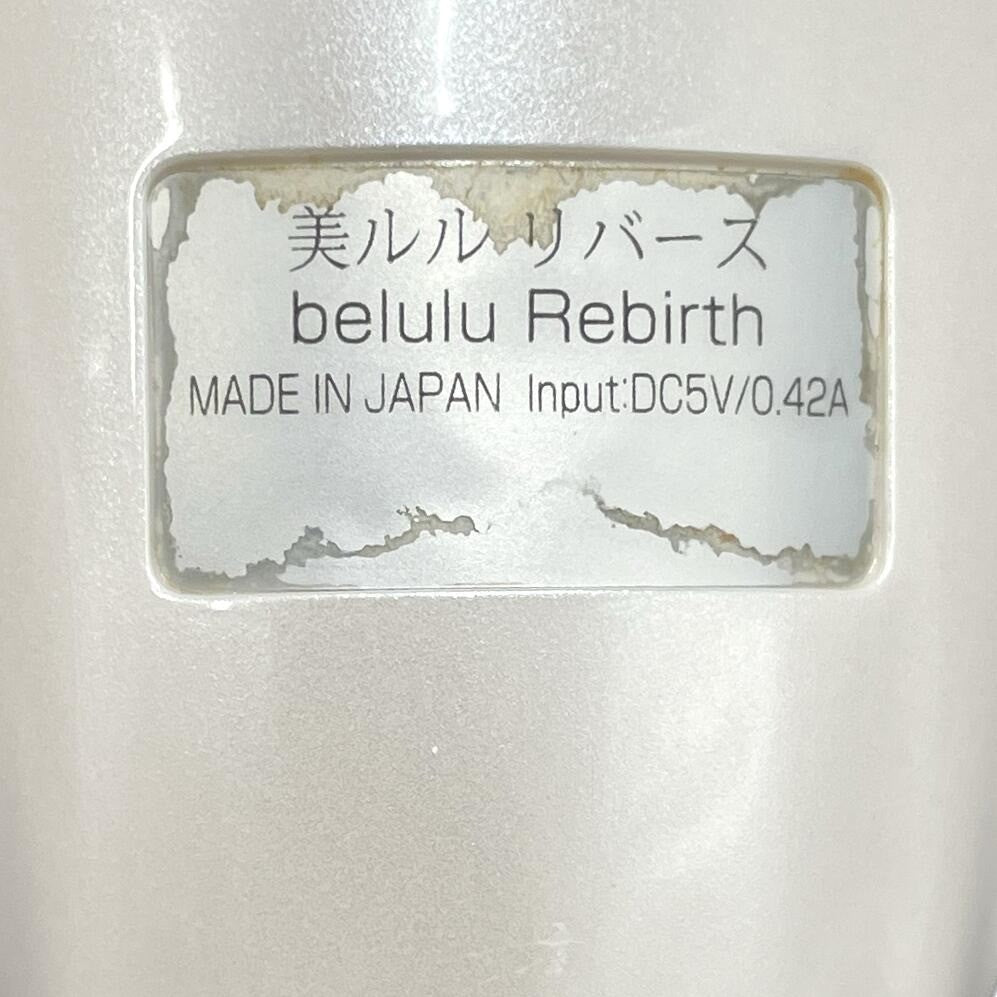 美ルル リバース
belulu Rebirth
MADE IN JAPAN Input:DC5V/0.42A